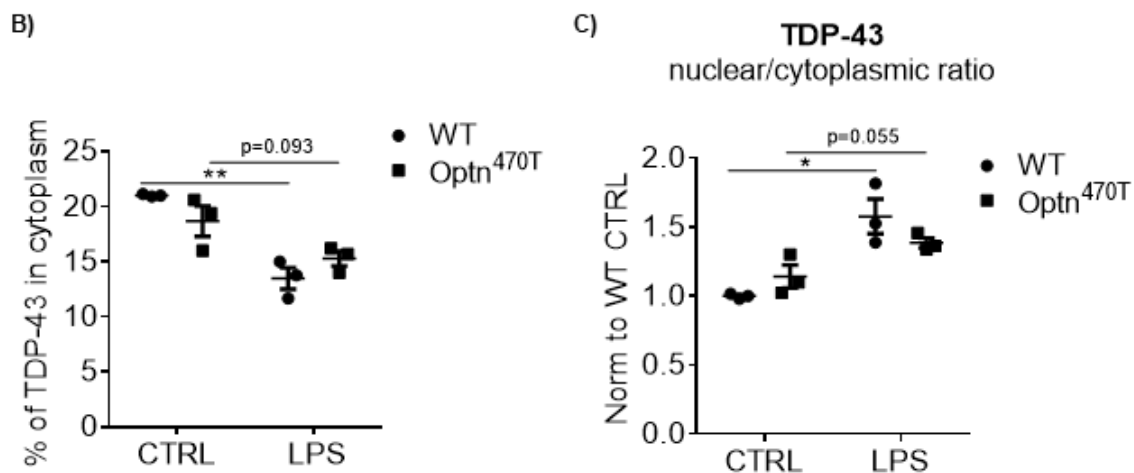 B)
% of TDP-43 in cytoplasm
25
20
15
10
5
0
p=0.093
**
WT
Optn470T
CTRL
LPS
C)
TDP-43
nuclear/cytoplasmic ratio
Norm to WT CTRL
2.0
1.5
1.0
0.5
0.0
p=0.055
*
WT
Optn470T
CTRL
LPS